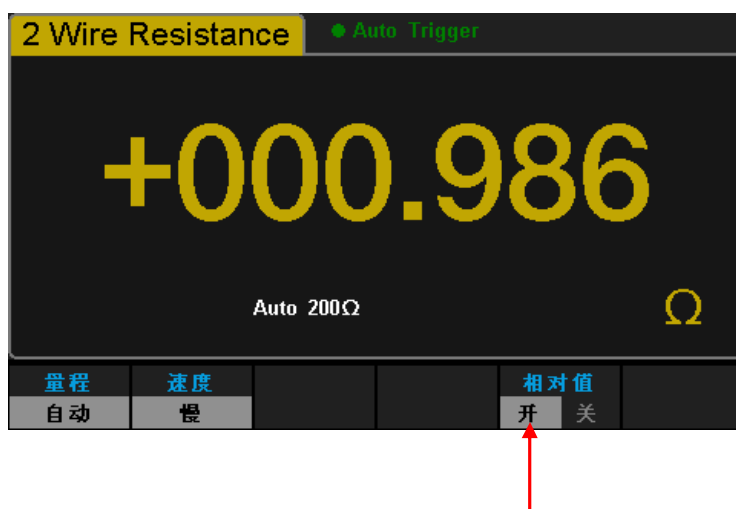 2 Wire Resistance
Auto Trigger
+000.986
Auto 200Ω
Ω
量程 速度 相对值
自动 慢 开 关